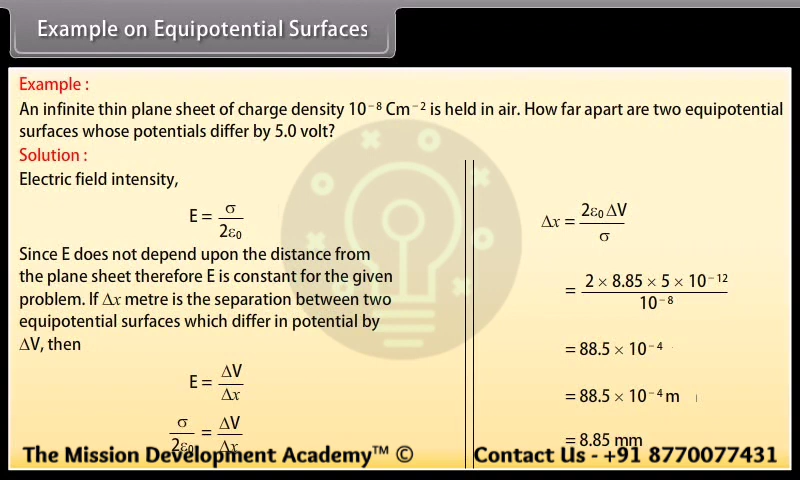 Example on Equipotential Surfaces
Example :
An infinite thin plane sheet of charge density 10⁻⁸ Cm⁻² is held in air. How far apart are two equipotential
surfaces whose potentials differ by 5.0 volt?
Solution :
Electric field intensity,
E = σ / 2ε₀
Since E does not depend upon the distance from
the plane sheet therefore E is constant for the given
problem. If Δx metre is the separation between two
equipotential surfaces which differ in potential by
ΔV, then
E = ΔV / Δx
σ / 2ε₀ = ΔV / Δx
Δx = 2ε₀ ΔV / σ
= 2 × 8.85 × 5 × 10⁻¹² / 10⁻⁸
= 88.5 × 10⁻⁴
= 88.5 × 10⁻⁴ m
= 8.85 mm
The Mission Development Academy™ ©
Contact Us - +91 8770077431